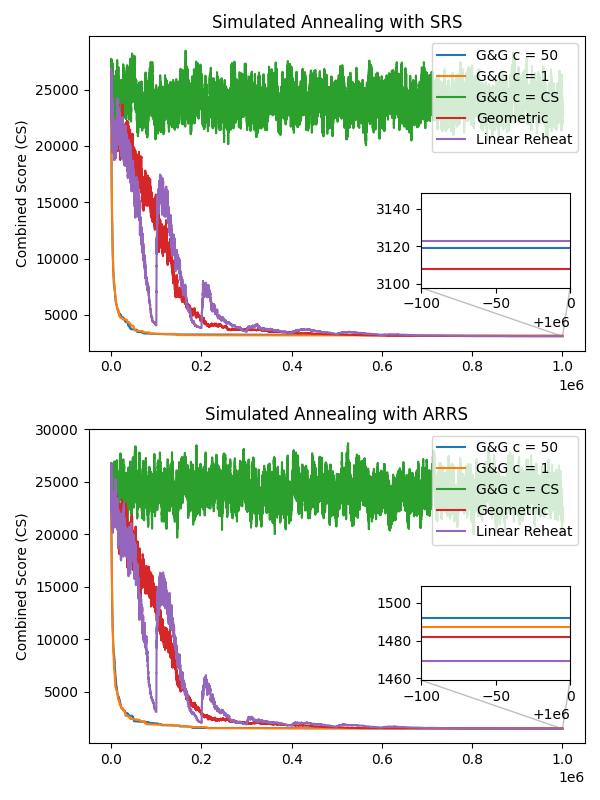 Simulated Annealing with SRS
Combined Score (CS)
25000
20000
15000
10000
5000
G&G c = 50
G&G c = 1
G&G c = CS
Geometric
Linear Reheat
3140
3120
3100
−100 −50 0
+1e6
0.0 0.2 0.4 0.6 0.8 1.0
1e6
Simulated Annealing with ARRS
Combined Score (CS)
30000
25000
20000
15000
10000
5000
G&G c = 50
G&G c = 1
G&G c = CS
Geometric
Linear Reheat
1500
1480
1460
−100 −50 0
+1e6
0.0 0.2 0.4 0.6 0.8 1.0
1e6